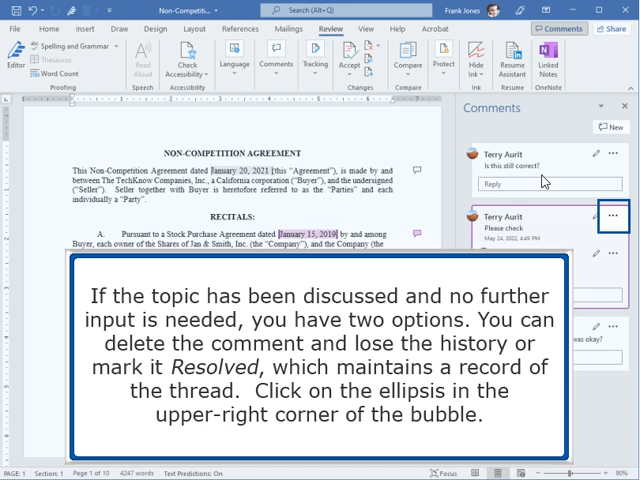 Non-Competiti...
Search (Alt+Q)
Frank Jones
File Home Insert Draw Design Layout References Mailings Review View Help Acrobat
Comments Share
Editor
Spelling and Grammar
Thesaurus
Word Count
Read Aloud
Check Accessibility
Language
Comments
Tracking
Accept
Compare
Protect
Hide Ink
Resume Assistant
Linked Notes
Proofing Speech Accessibility Changes Compare Ink Resume OneNote
Comments
New
NON-COMPETITION AGREEMENT
This Non-Competition Agreement dated January 20, 2021 (this "Agreement"), is made by and
between The TechKnow Companies, Inc., a California corporation ("Buyer"), and the undersigned
("Seller"). Seller together with Buyer is heretofore referred to as the "Parties" and each
individually a "Party".
RECITALS:
A. Pursuant to a Stock Purchase Agreement dated January 15, 2019 by and among
Buyer, each owner of the Shares of Jan & Smith, Inc. (the "Company"), and the Company (the
Terry Aurit
Is this still correct?
Reply
Terry Aurit
Please check
May 24, 2022, 4:49 PM
was okay?
If the topic has been discussed and no further
input is needed, you have two options. You can
delete the comment and lose the history or
mark it Resolved, which maintains a record of
the thread. Click on the ellipsis in the
upper-right corner of the bubble.
PAGE: 1 Section: 1 Page 1 of 10 4247 words Text Predictions: On Focus 90%